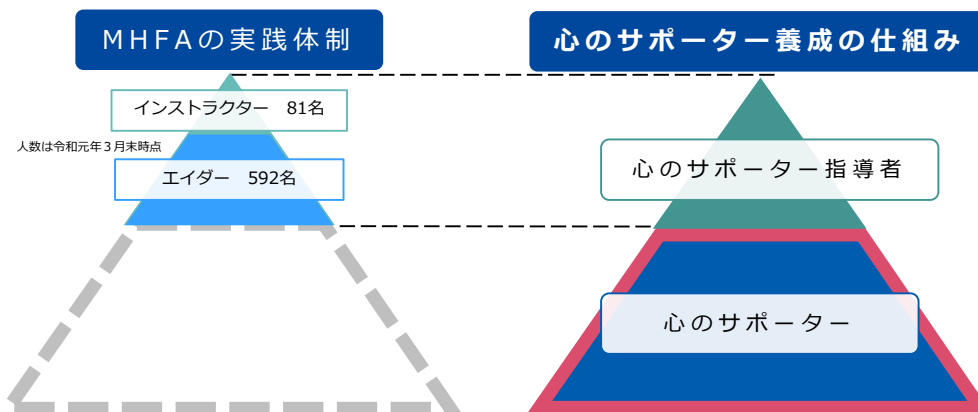 MHFAの実践体制
心のサポーター養成の仕組み
インストラクター　81名
人数は令和元年３月末時点
エイダー　592名
心のサポーター指導者
心のサポーター